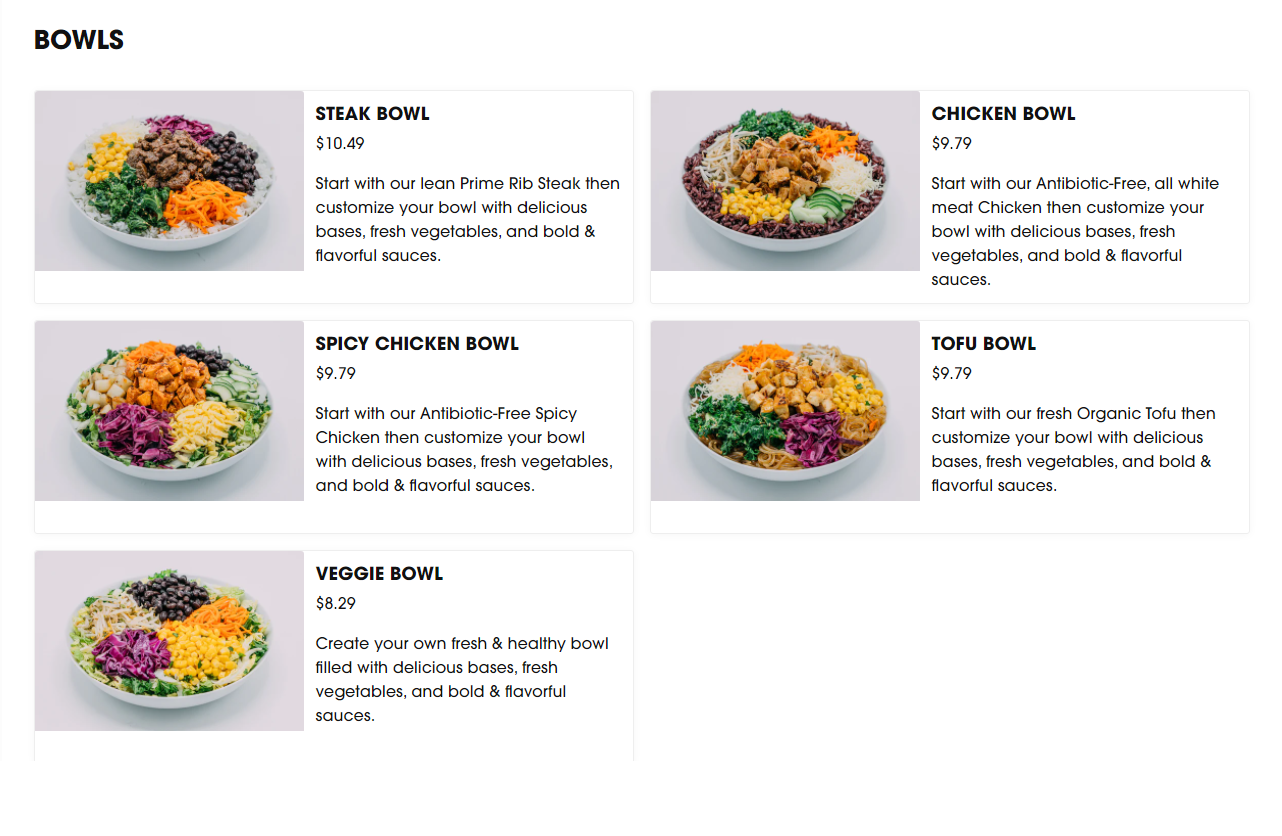 BOWLS
STEAK BOWL
$10.49
Start with our lean Prime Rib Steak then
customize your bowl with delicious
bases, fresh vegetables, and bold &
flavorful sauces.
CHICKEN BOWL
$9.79
Start with our Antibiotic-Free, all white
meat Chicken then customize your
bowl with delicious bases, fresh
vegetables, and bold & flavorful
sauces.
SPICY CHICKEN BOWL
$9.79
Start with our Antibiotic-Free Spicy
Chicken then customize your bowl
with delicious bases, fresh vegetables,
and bold & flavorful sauces.
TOFU BOWL
$9.79
Start with our fresh Organic Tofu then
customize your bowl with delicious
bases, fresh vegetables, and bold &
flavorful sauces.
VEGGIE BOWL
$8.29
Create your own fresh & healthy bowl
filled with delicious bases, fresh
vegetables, and bold & flavorful
sauces.